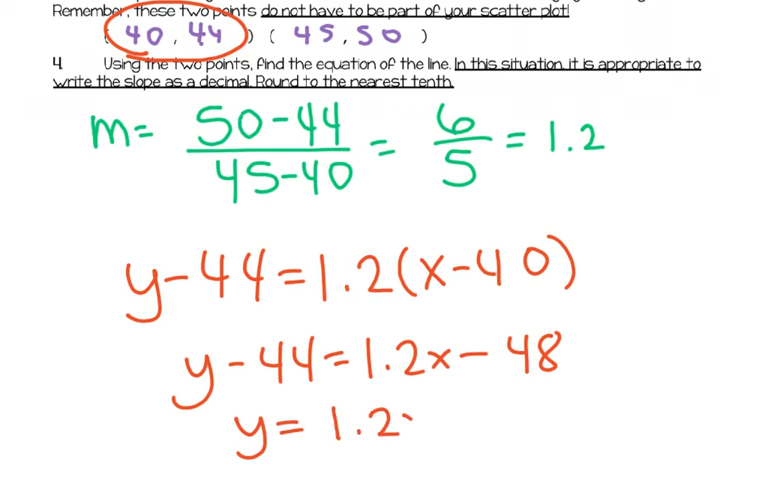 Remember, these two points do not have to be part of your scatter plot!
( 40 , 44 ) ( 45 , 50 )
4. Using the two points, find the equation of the line. In this situation, it is appropriate to
write the slope as a decimal. Round to the nearest tenth.
m = 50-44 / 45-40 = 6/5 = 1.2
y-44=1.2(x-40)
y-44=1.2x-48
y= 1.2